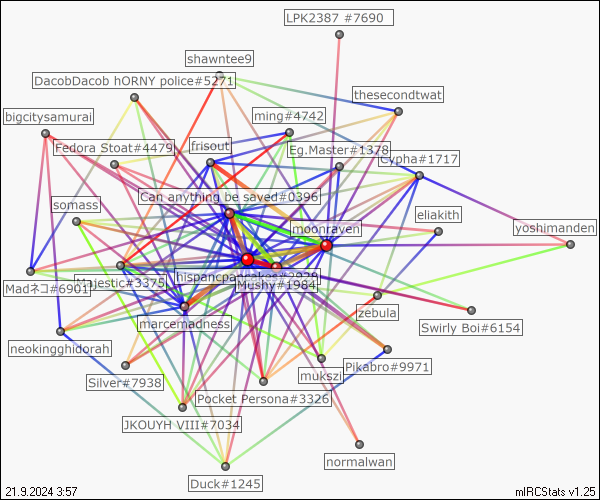 LPK2387 #7690
shawntee9
DacobDacob hORNY police#5271
thesecondtwat
bigcitysamurai
ming#4742
Fedora Stoat#4479
frisout
Eg.Master#1378
Cypha#1717
Can anything be saved#0396
somass
moonraven
eliakith
yoshimanden
hispancpancakes#3929
Majestic#3375
Mushy#1984
Madネコ#6901
marcemadness
zebula
Swirly Boi#6154
neokingghidorah
Pikabro#9971
mukszi
Silver#7938
Pocket Persona#3326
JKOUYH VIII#7034
normalwan
Duck#1245
21.9.2024 3:57
mIRCStats v1.25